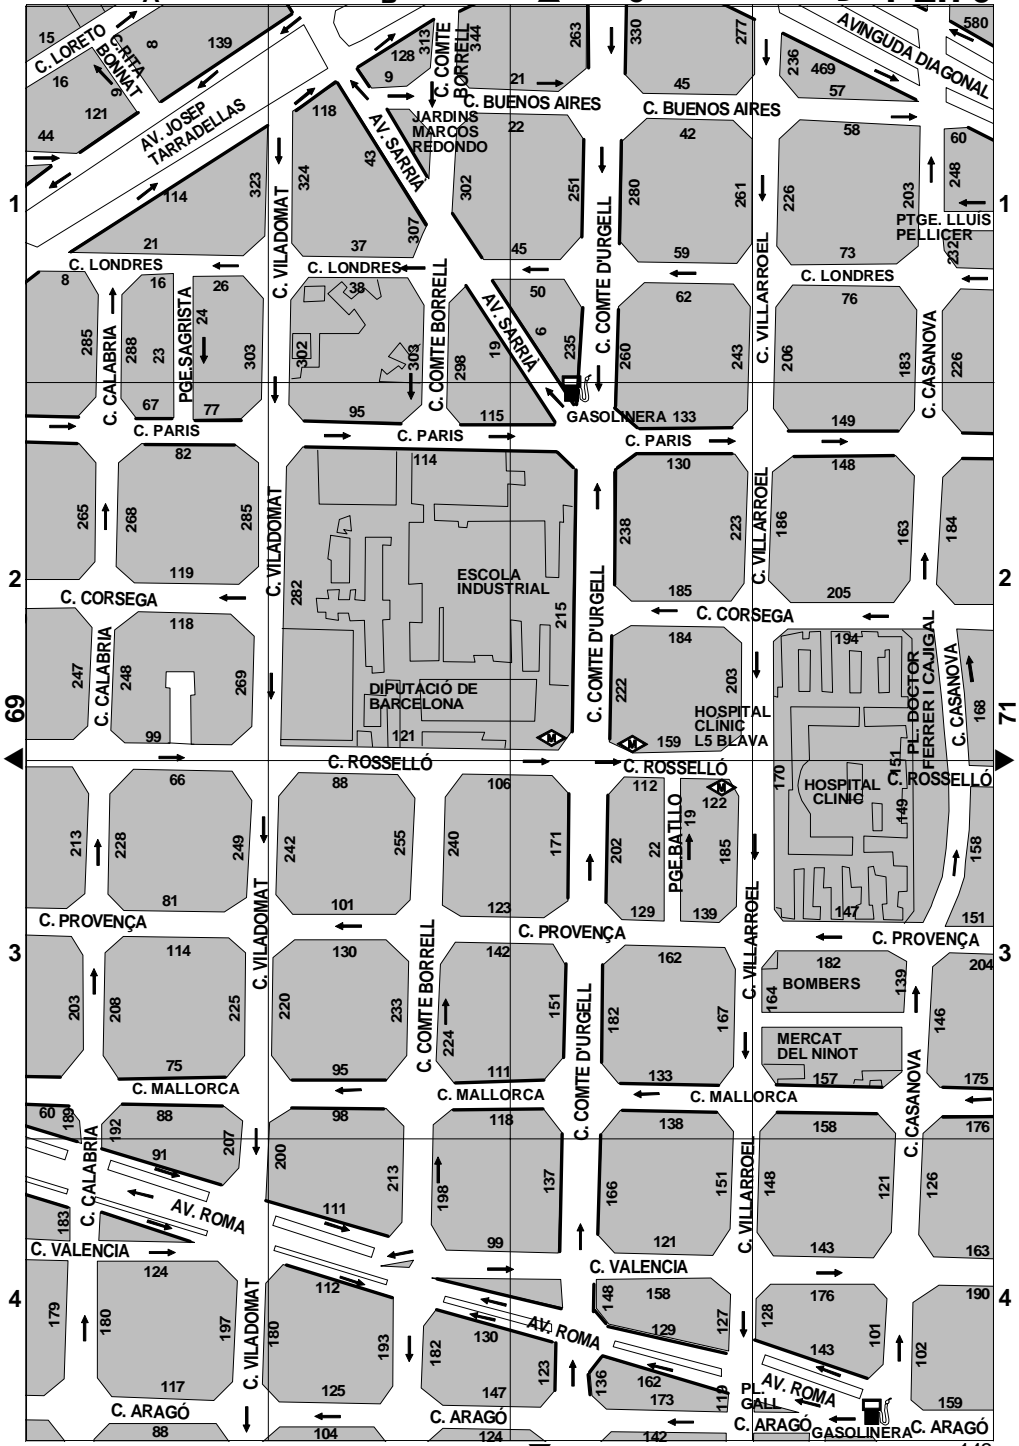 580
15
8
139
C. LORETO
C.RITA
BONNAT
16
9
121
44
AV. JOSEP
TARRADELLAS
128
9
313
C. COMTE
BORRELL
344
263
21
330
277
45
236
469
57
AVINGUDA DIAGONAL
C. BUENOS AIRES
C. BUENOS AIRES
JARDINS
MARCOS
REDONDO
118
22
42
58
60
AV. SARRIÀ
43
323
324
302
251
280
261
226
203
248
1
1
114
307
PTGE. LLUÍS
PELLICER
232
21
37
45
59
73
C. VILADOMAT
C. COMTE D'URGELL
C. VILLARROEL
C. LONDRES
C. LONDRES
C. LONDRES
8
16
26
38
50
62
76
285
C. CALABRIA
288
23
PGE.SAGRISTA
24
303
302
303
C. COMTE BORRELL
298
19
AV. SARRIÀ
6
235
260
243
206
183
C. CASANOVA
226
67
77
95
115
GASOLINERA
133
149
C. PARIS
C. PARIS
C. PARIS
82
114
130
148
265
268
285
C. VILADOMAT
282
238
223
C. VILLARROEL
186
163
184
119
ESCOLA
INDUSTRIAL
215
185
205
2
2
C. CORSEGA
C. CORSEGA
118
184
194
247
C. CALABRIA
248
269
C. COMTE D'URGELL
222
203
PL. DOCTOR
FERRER I CAJIGAL
C. CASANOVA
168
69
71
DIPUTACIÓ DE
BARCELONA
HOSPITAL
CLÍNIC
L5 BLAVA
99
121
M
M
159
170
151
C. ROSSELLÓ
C. ROSSELLÓ
C. ROSSELLÓ
66
88
106
112
M
122
HOSPITAL
CLINIC
213
228
249
242
255
240
171
202
22
PGE.BATLLO
19
185
149
158
81
101
123
129
139
147
151
C. PROVENÇA
C. PROVENÇA
C. PROVENÇA
C. VILADOMAT
C. COMTE BORRELL
C. VILLARROEL
3
3
114
130
142
162
182
BOMBERS
204
203
208
225
220
233
224
151
C. COMTE D'URGELL
182
167
164
139
146
MERCAT
DEL NINOT
75
95
111
133
157
175
C. MALLORCA
C. MALLORCA
C. MALLORCA
60
189
88
98
118
138
158
176
C. CALABRIA
192
207
200
213
198
137
166
151
C. VILLARROEL
148
121
C. CASANOVA
126
91
111
AV. ROMA
183
99
121
143
163
C. VALENCIA
C. VALENCIA
124
112
148
158
176
190
4
4
179
180
197
C. VILADOMAT
180
193
182
130
AV. ROMA
129
127
128
101
102
143
123
136
162
117
125
147
173
119
PL.
GALL
AV. ROMA
159
C. ARAGÓ
C. ARAGÓ
C. ARAGÓ
GASOLINERA
C. ARAGÓ
88
104
124
142